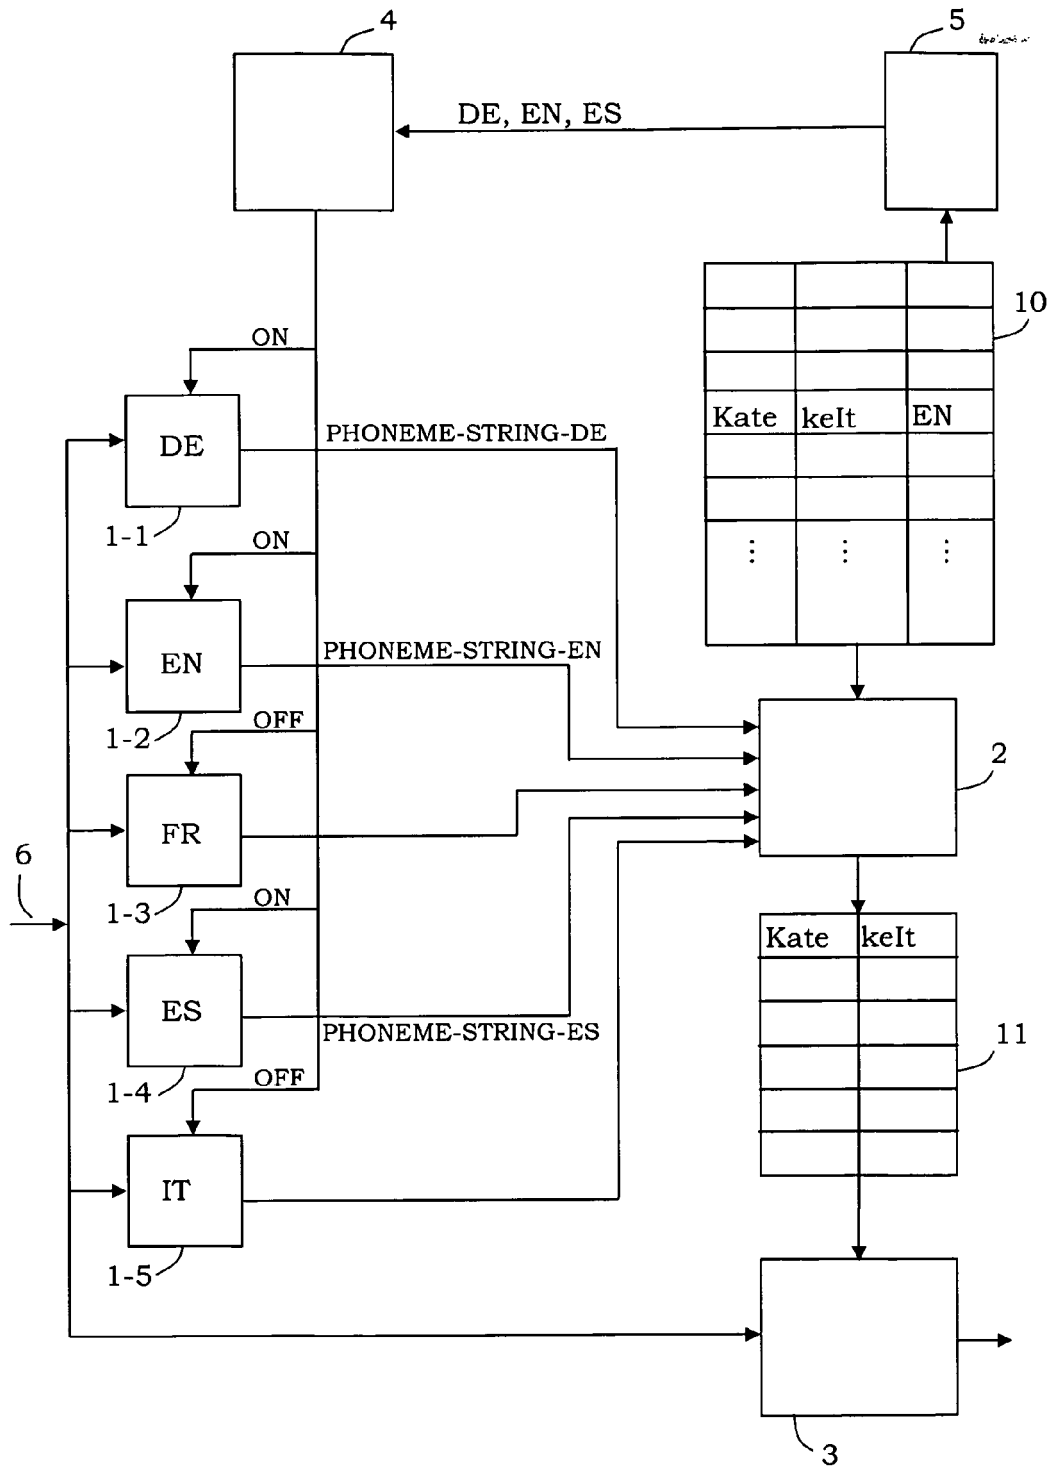 4
5
DE, EN, ES
10
ON
Kate keIt EN
PHONEME-STRING-DE
DE
1-1
ON
PHONEME-STRING-EN
EN
1-2
OFF
2
FR
6
1-3
ON
Kate keIt
ES
PHONEME-STRING-ES
11
1-4
OFF
IT
1-5
3